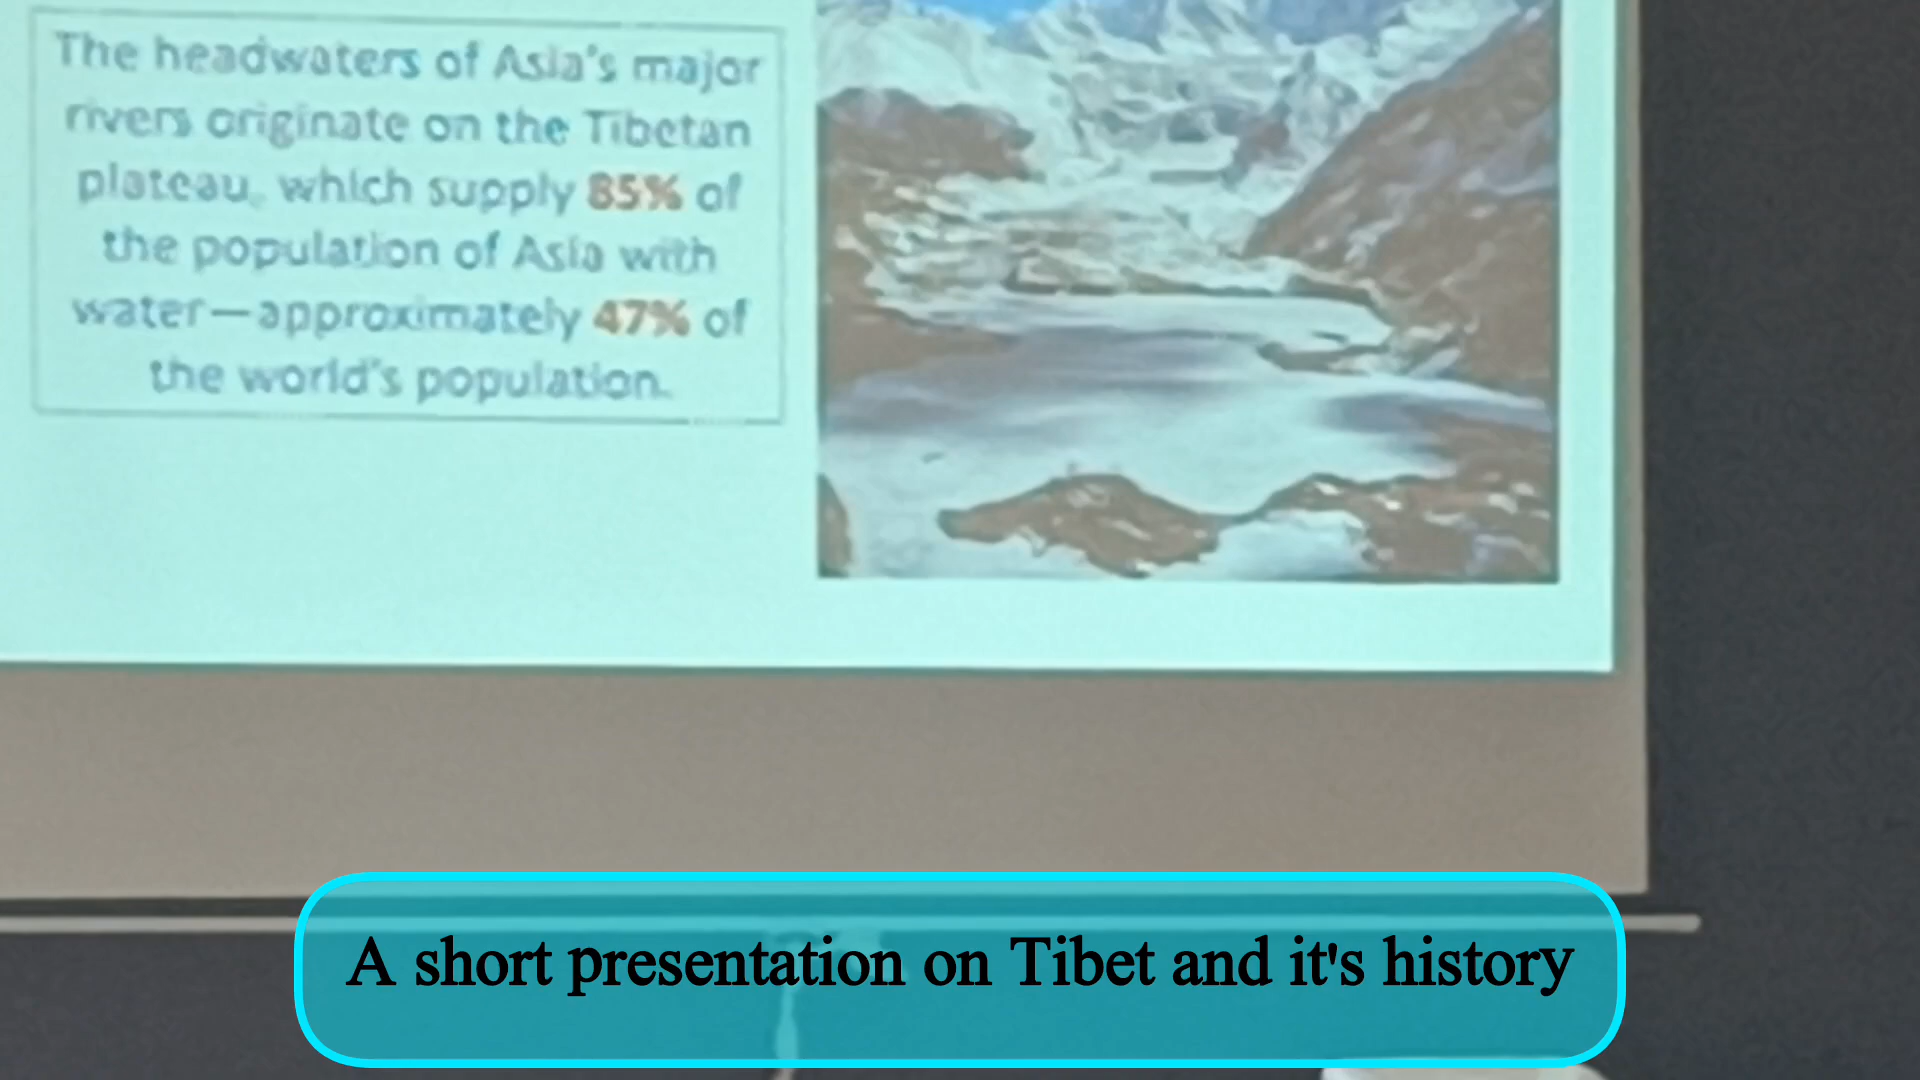 The headwaters of Asia's major
rivers originate on the Tibetan
plateau, which supply 85% of
the population of Asia with
water—approximately 47% of
the world's population.
A short presentation on Tibet and it's history